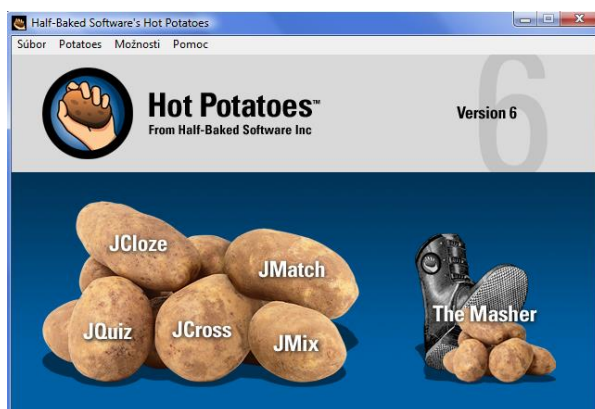 Half-Baked Software's Hot Potatoes
Súbor Potatoes Možnosti Pomoc
6
Hot Potatoes™
Version 6
From Half-Baked Software Inc
JCloze
JMatch
The Masher
JQuiz
JCross
JMix